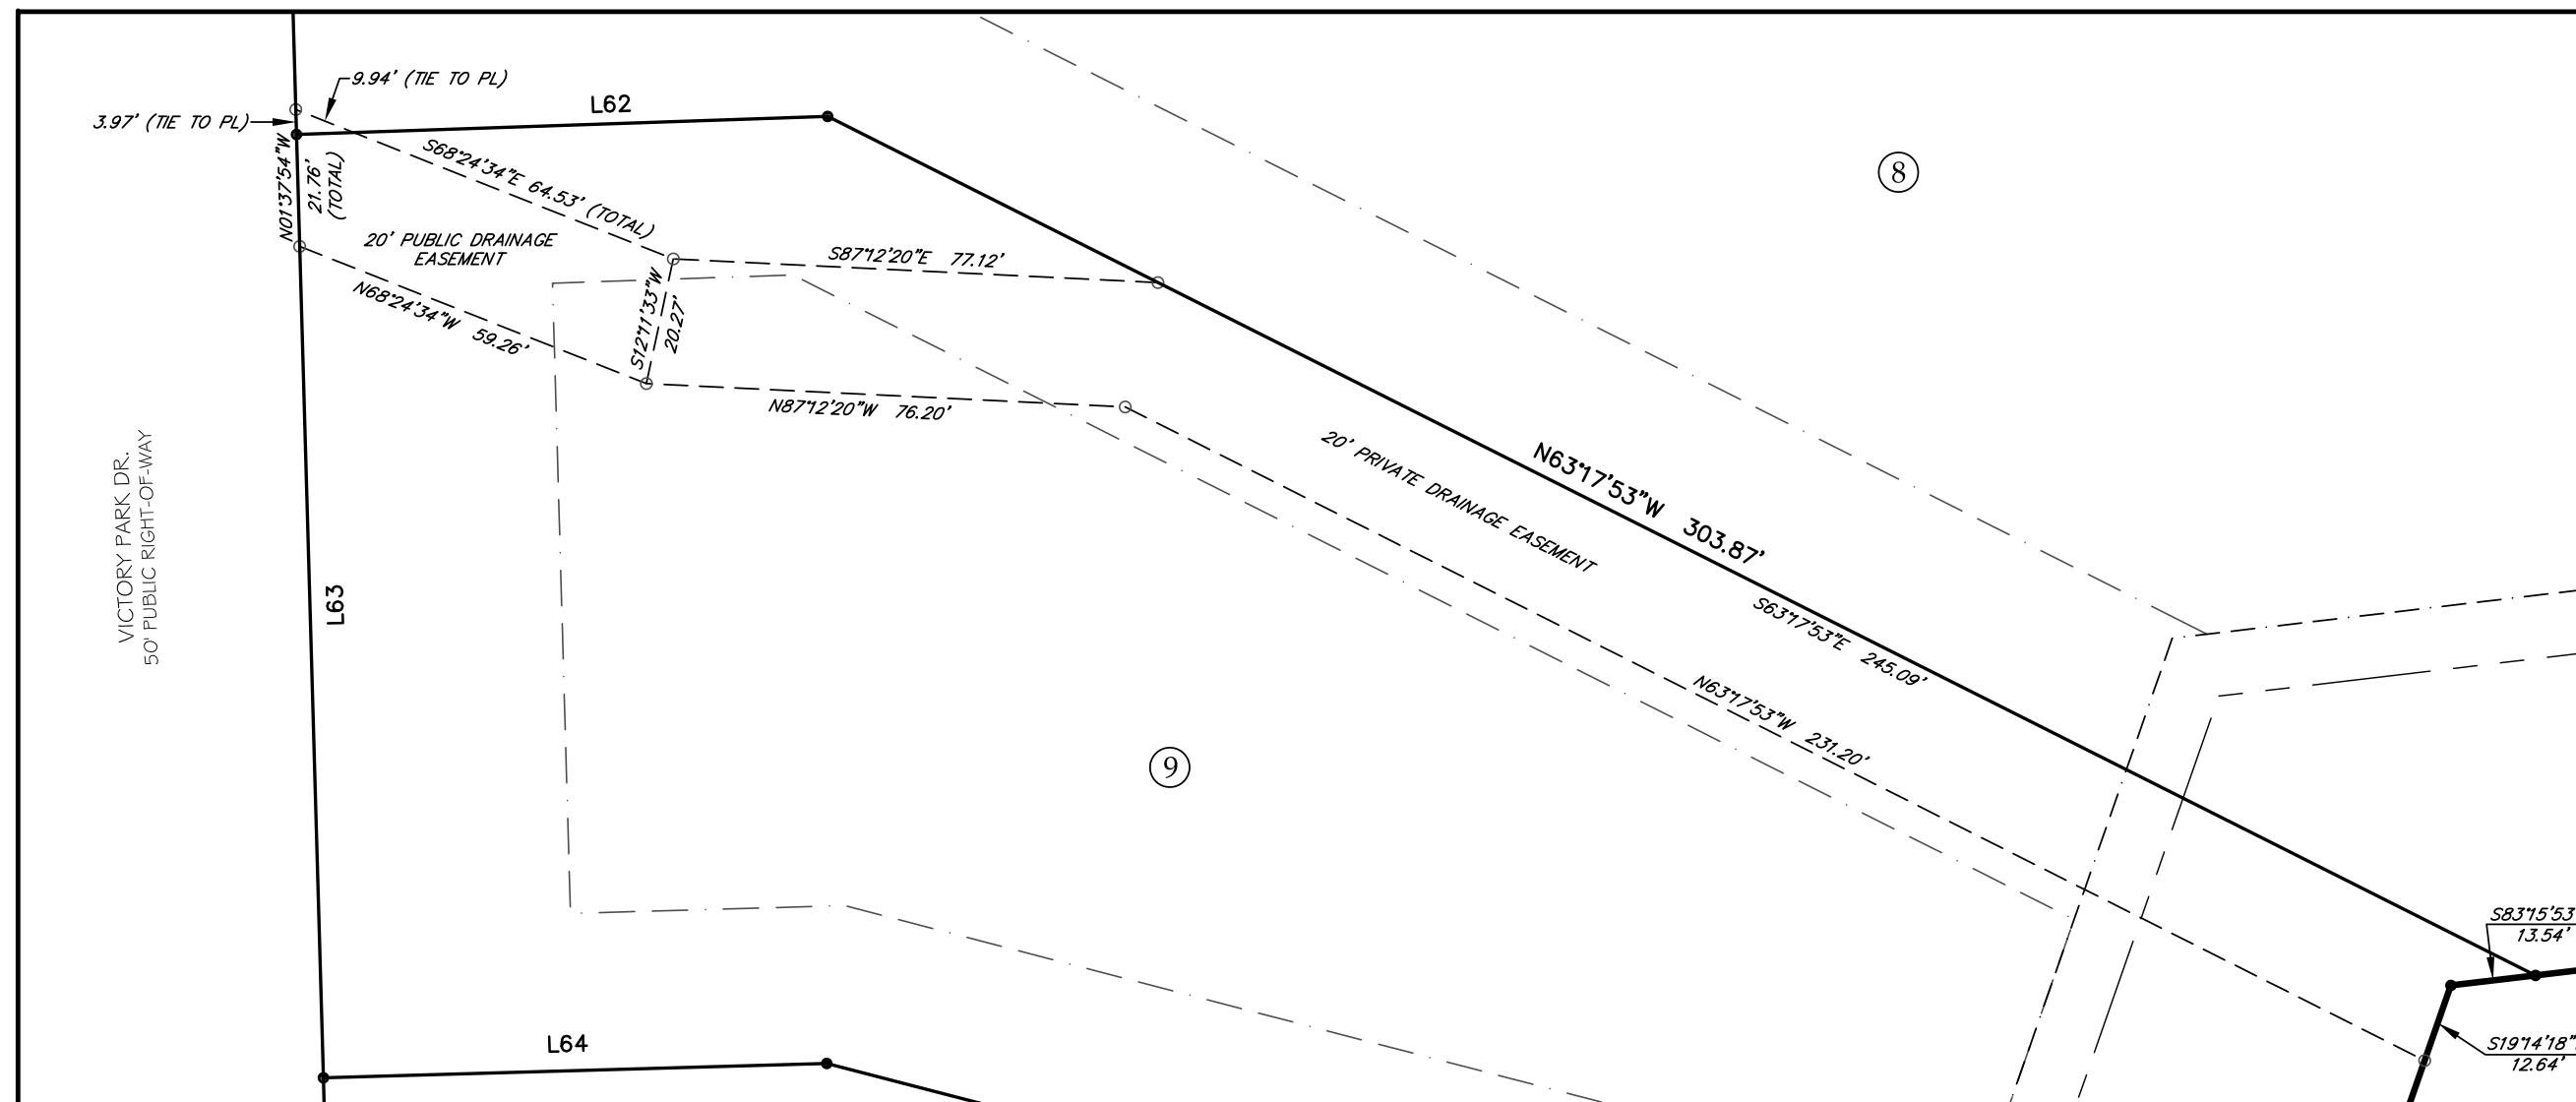 9.94' (TIE TO PL)
3.97' (TIE TO PL)
L62
8
N01°37'54"W
21.76'
(TOTAL)
S68°24'34"E 64.53' (TOTAL)
20' PUBLIC DRAINAGE
EASEMENT
S87°12'20"E 77.12'
N68°24'34"W 59.26'
S12°11'33"W
20.27'
N87°12'20"W 76.20'
VICTORY PARK DR.
50' PUBLIC RIGHT-OF-WAY
20' PRIVATE DRAINAGE EASEMENT
N63°17'53"W 303.87'
L63
S63°17'53"E 245.09'
N63°17'53"W 231.20'
9
S83°15'53
13.54'
L64
S19°14'18"
12.64'